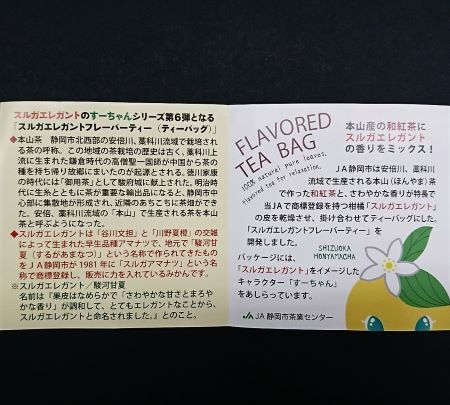 スルガエレガントのすーちゃんシリーズ第6弾となる
「スルガエレガントフレーバーティー（ティーバッグ）」
◆本山茶　静岡市北西部の安倍川、藁科川流域で栽培され
る茶の呼称。この地域の茶栽培の歴史は古く、藁科川上
流に生まれた鎌倉時代の高僧聖一国師が中国から茶の
種を持ち帰り故郷にまいたのが起源とされる。徳川家康
の時代には「御用茶」として駿府城に献上された。明治時
代に生糸とともに茶が重要な輸出品になると、静岡市中
心部に集散地が形成され、近隣のあちこちに茶畑ができ
た。安倍、藁科川流域の「本山」で生産される茶を本山
茶と呼ぶようになった。
◆スルガエレガントは「谷川文旦」と「川野夏橙」の交雑
によって生まれた早生品種アマナツで、地元で「駿河甘
夏（するがあまなつ）」という名称で作られてきたものを
ＪＡ静岡市が 1981 年に「スルガアマナツ」という名
称で商標登録し、販売に力を入れているみかんです。
※スルガエレガント／駿河甘夏
名前の『果皮はなめらかで「さわやかな甘さとまろや
かな香り」が調和して、とてもエレガントなことから、
スルガエレガントと命名されました。』とのこと。
FLAVORED
TEA BAG
100% natural pure leaves,
flavored tea for relaxation.
本山産の和紅茶に
スルガエレガント
の香りをミックス！
JA静岡市は安倍川、藁科
川流域で生産される本山（ほんやま）茶
で作った和紅茶と、さわやかな香りが特長で
当ＪＡで商標登録を持つ柑橘「スルガエレガント」
の皮を乾燥させ、掛け合わせてティーバッグにした。
「スルガエレガントフレーバーティー」を
開発しました。
SHIZUOKA
HONYAMACHA
パッケージには、
「スルガエレガント」をイメージした
キャラクター「すーちゃん」
をあしらっています。
JA JA 静岡市茶業センター